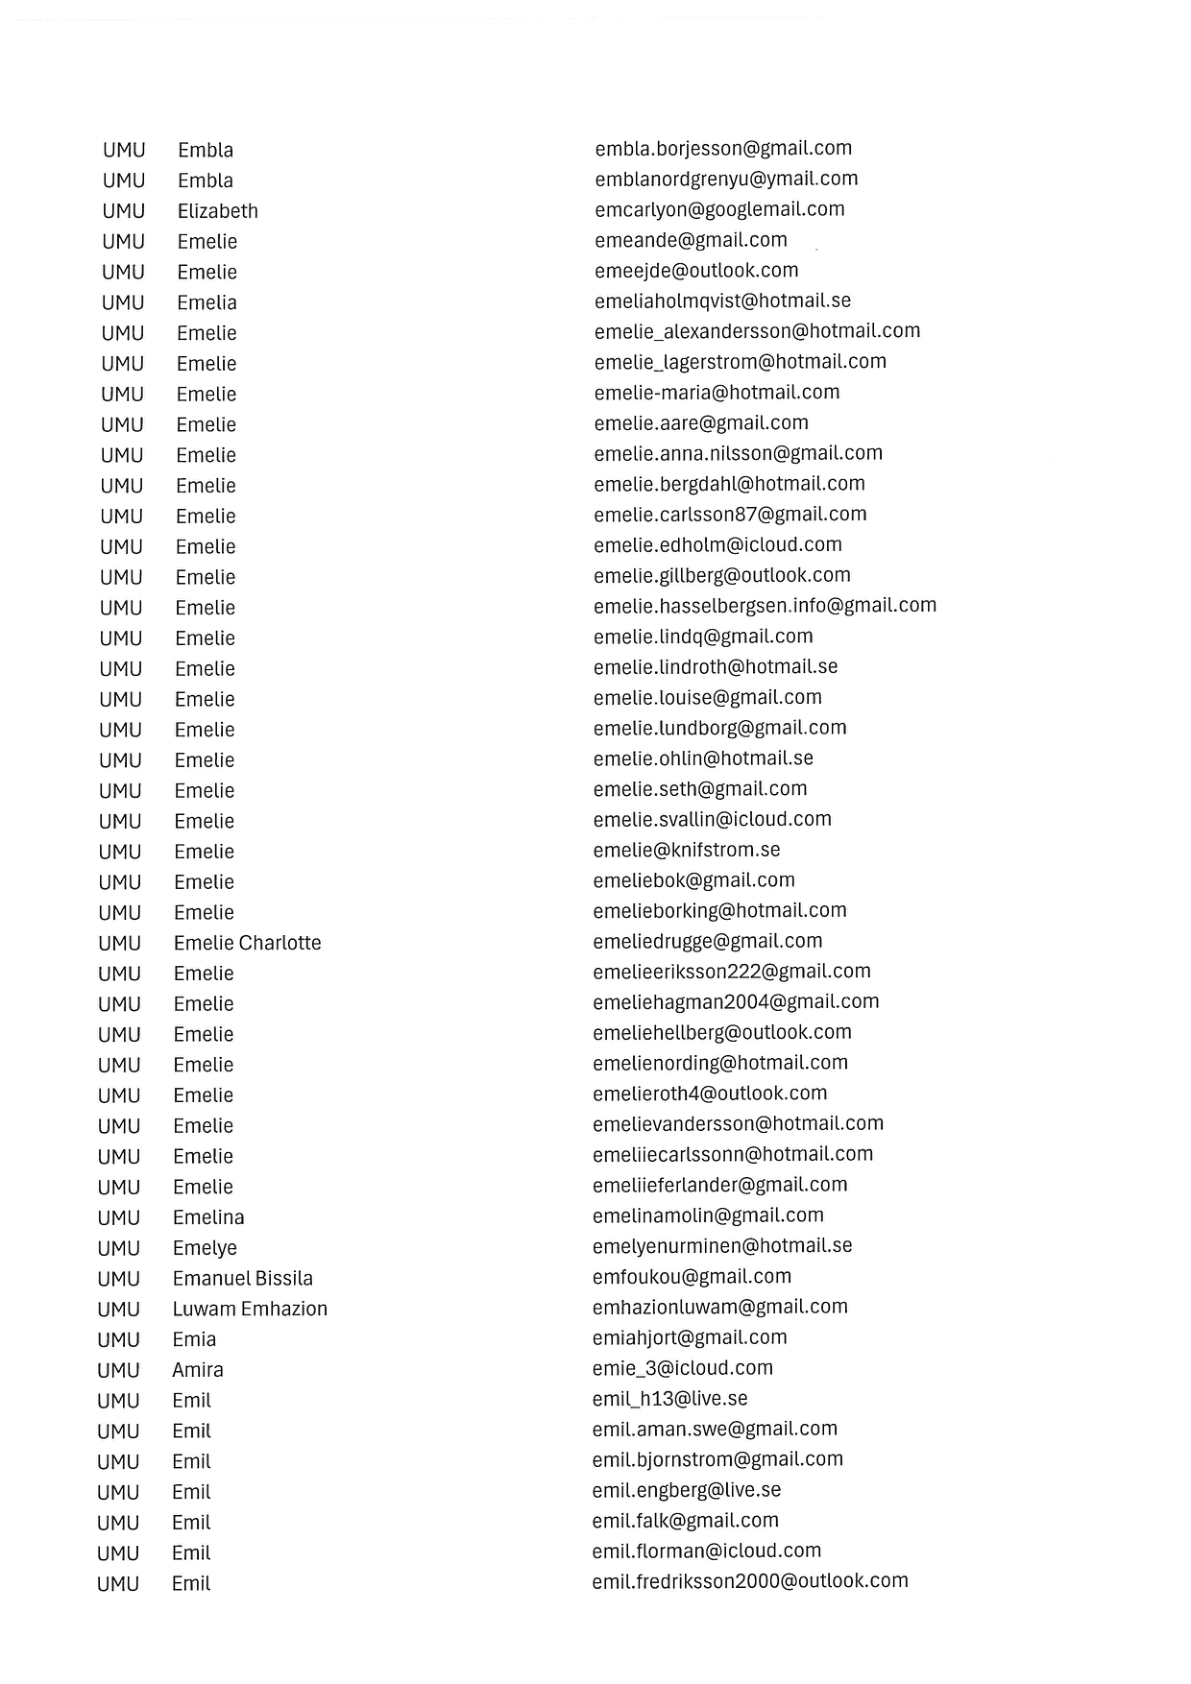 UMU Embla embla.borjesson@gmail.com
UMU Embla emblanordgrenyu@ymail.com
UMU Elizabeth emcarlyon@googlemail.com
UMU Emelie emeande@gmail.com
UMU Emelie emeejde@outlook.com
UMU Emelia emeliaholmqvist@hotmail.se
UMU Emelie emelie_alexandersson@hotmail.com
UMU Emelie emelie_lagerstrom@hotmail.com
UMU Emelie emelie-maria@hotmail.com
UMU Emelie emelie.aare@gmail.com
UMU Emelie emelie.anna.nilsson@gmail.com
UMU Emelie emelie.bergdahl@hotmail.com
UMU Emelie emelie.carlsson87@gmail.com
UMU Emelie emelie.edholm@icloud.com
UMU Emelie emelie.gillberg@outlook.com
UMU Emelie emelie.hasselbergsen.info@gmail.com
UMU Emelie emelie.lindq@gmail.com
UMU Emelie emelie.lindroth@hotmail.se
UMU Emelie emelie.louise@gmail.com
UMU Emelie emelie.lundborg@gmail.com
UMU Emelie emelie.ohlin@hotmail.se
UMU Emelie emelie.seth@gmail.com
UMU Emelie emelie.svallin@icloud.com
UMU Emelie emelie@knifstrom.se
UMU Emelie emeliebok@gmail.com
UMU Emelie emelieborking@hotmail.com
UMU Emelie Charlotte emeliedrugge@gmail.com
UMU Emelie emelieeriksson222@gmail.com
UMU Emelie emeliehagman2004@gmail.com
UMU Emelie emeliehellberg@outlook.com
UMU Emelie emelienording@hotmail.com
UMU Emelie emelieroth4@outlook.com
UMU Emelie emelievandersson@hotmail.com
UMU Emelie emeliiecarlssonn@hotmail.com
UMU Emelie emeliieferlander@gmail.com
UMU Emelina emelinamolin@gmail.com
UMU Emelye emelyenurminen@hotmail.se
UMU Emanuel Bissila emfoukou@gmail.com
UMU Luwam Emhazion emhazionluwam@gmail.com
UMU Emia emiahjort@gmail.com
UMU Amira emie_3@icloud.com
UMU Emil emil_h13@live.se
UMU Emil emil.aman.swe@gmail.com
UMU Emil emil.bjornstrom@gmail.com
UMU Emil emil.engberg@live.se
UMU Emil emil.falk@gmail.com
UMU Emil emil.florman@icloud.com
UMU Emil emil.fredriksson2000@outlook.com